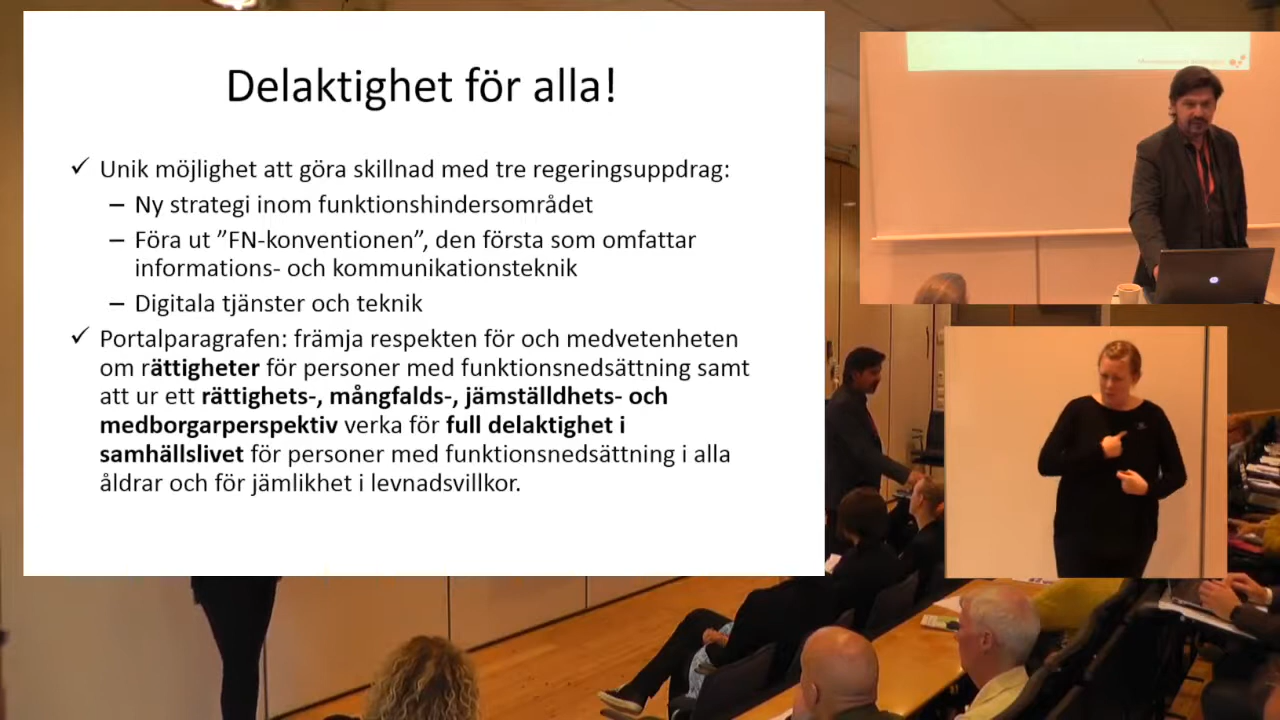 Delaktighet för alla!
✓ Unik möjlighet att göra skillnad med tre regeringsuppdrag:
– Ny strategi inom funktionshindersområdet
– Föra ut ”FN-konventionen”, den första som omfattar
informations- och kommunikationsteknik
– Digitala tjänster och teknik
✓ Portalparagrafen: främja respekten för och medvetenheten
om rättigheter för personer med funktionsnedsättning samt
att ur ett rättighets-, mångfalds-, jämställdhets- och
medborgarperspektiv verka för full delaktighet i
samhällslivet för personer med funktionsnedsättning i alla
åldrar och för jämlikhet i levnadsvillkor.